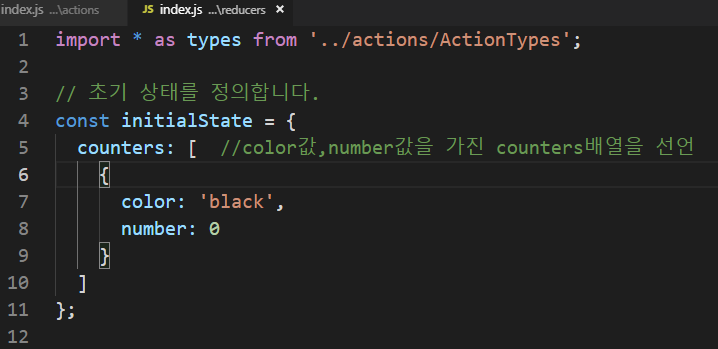 index.js ...\actions JS index.js ...\reducers ×
1 import * as types from '../actions/ActionTypes';
2
3 // 초기 상태를 정의합니다.
4 const initialState = {
5 counters: [ //color값,number값을 가진 counters배열을 선언
6 {
7 color: 'black',
8 number: 0
9 }
10 ]
11 };
12